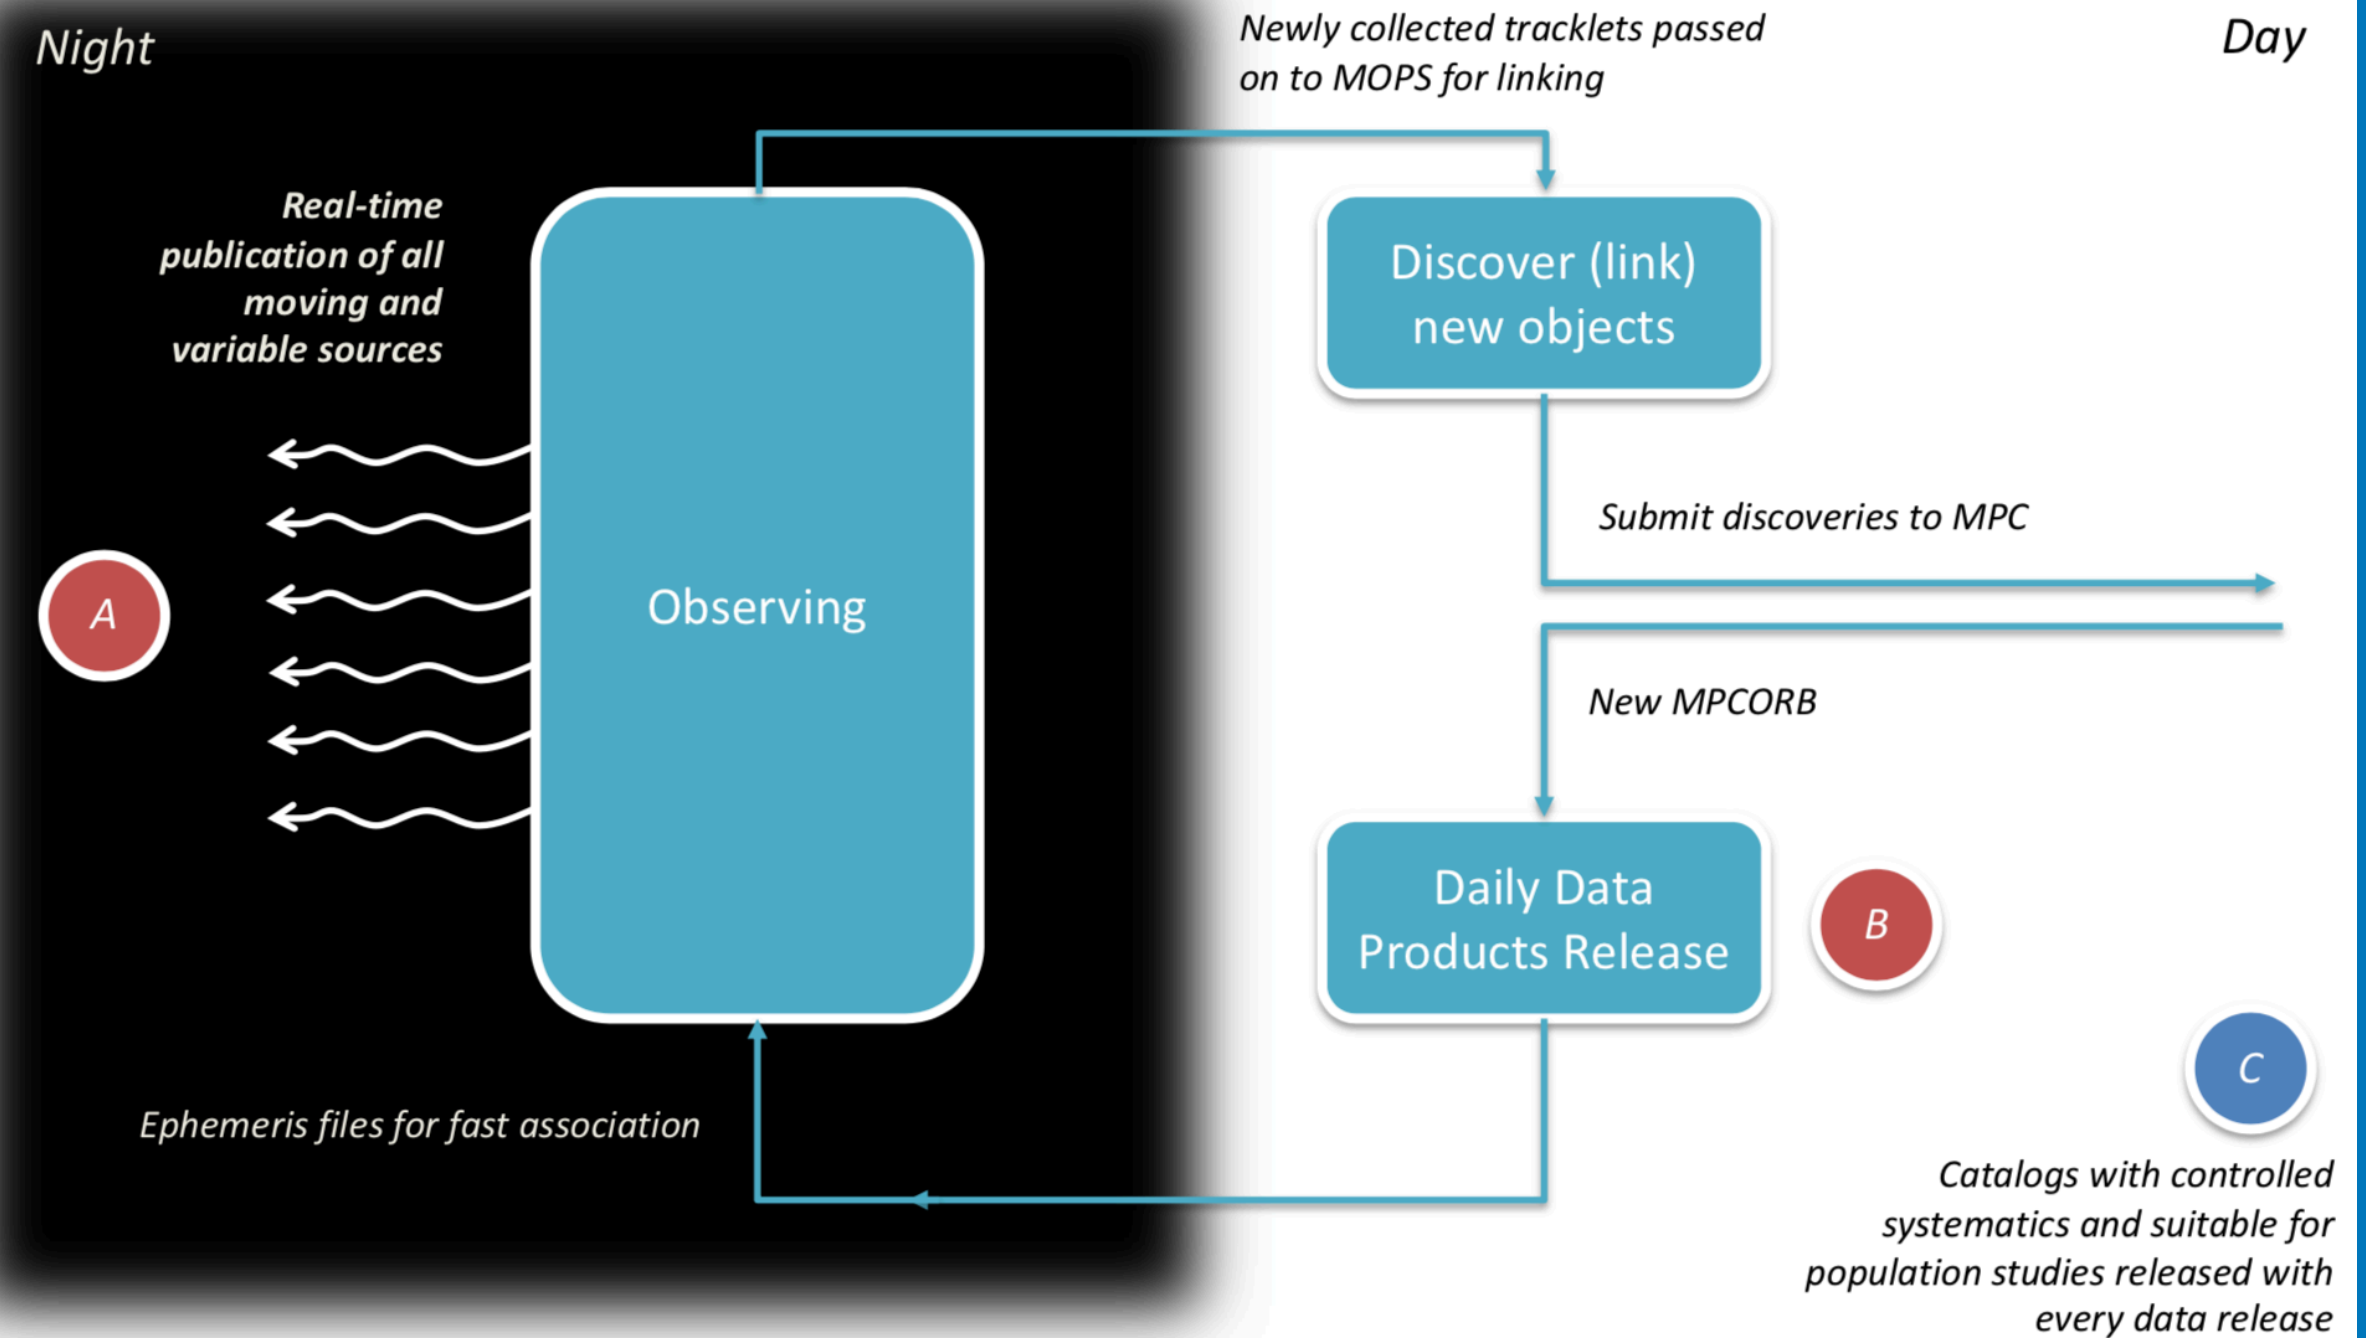 Night
Newly collected tracklets passed
on to MOPS for linking
Day
Real-time
publication of all
moving and
variable sources
Discover (link)
new objects
Submit discoveries to MPC
A
Observing
New MPCORB
Daily Data
Products Release
B
C
Ephemeris files for fast association
Catalogs with controlled
systematics and suitable for
population studies released with
every data release